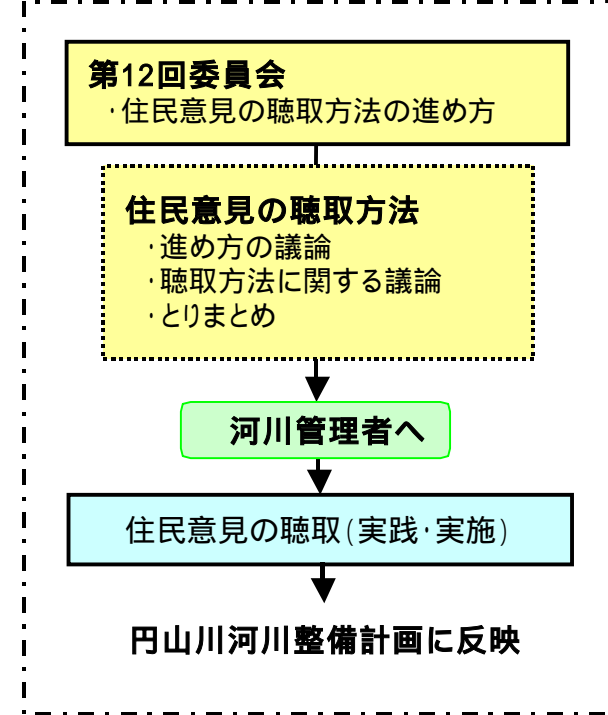 第12回委員会
・住民意見の聴取方法の進め方
住民意見の聴取方法
・進め方の議論
・聴取方法に関する議論
・とりまとめ
河川管理者へ
住民意見の聴取(実践・実施)
円山川河川整備計画に反映